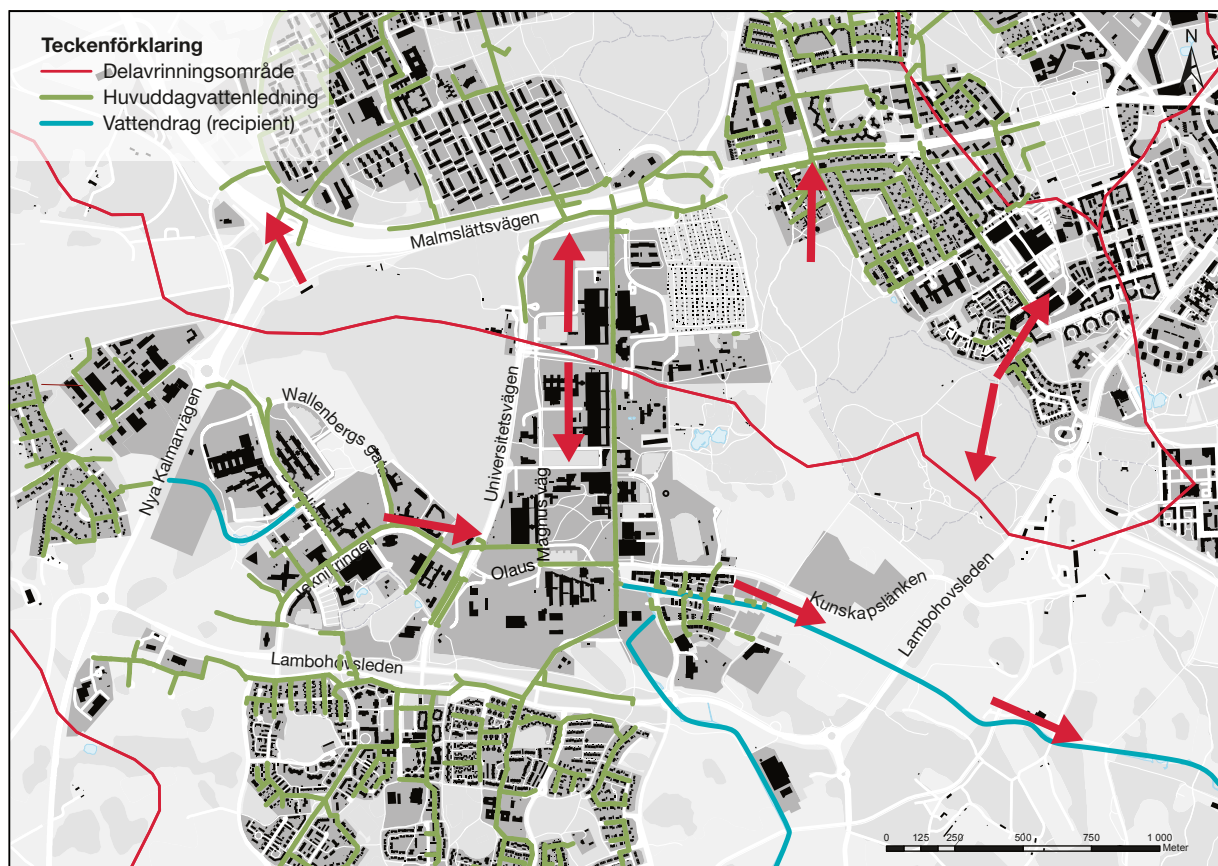 Teckenförklaring
Delavrinningsområde
Huvuddagvattenledning
Vattendrag (recipient)
N
Malmslättsvägen
Nya Kalmarvägen
Wallenbergs
Universitetsvägen
Olaus Magnus väg
Kunskapslänken
Lambohovsleden
Lambohovsleden
0 125 250 500 750 1 000
Meter